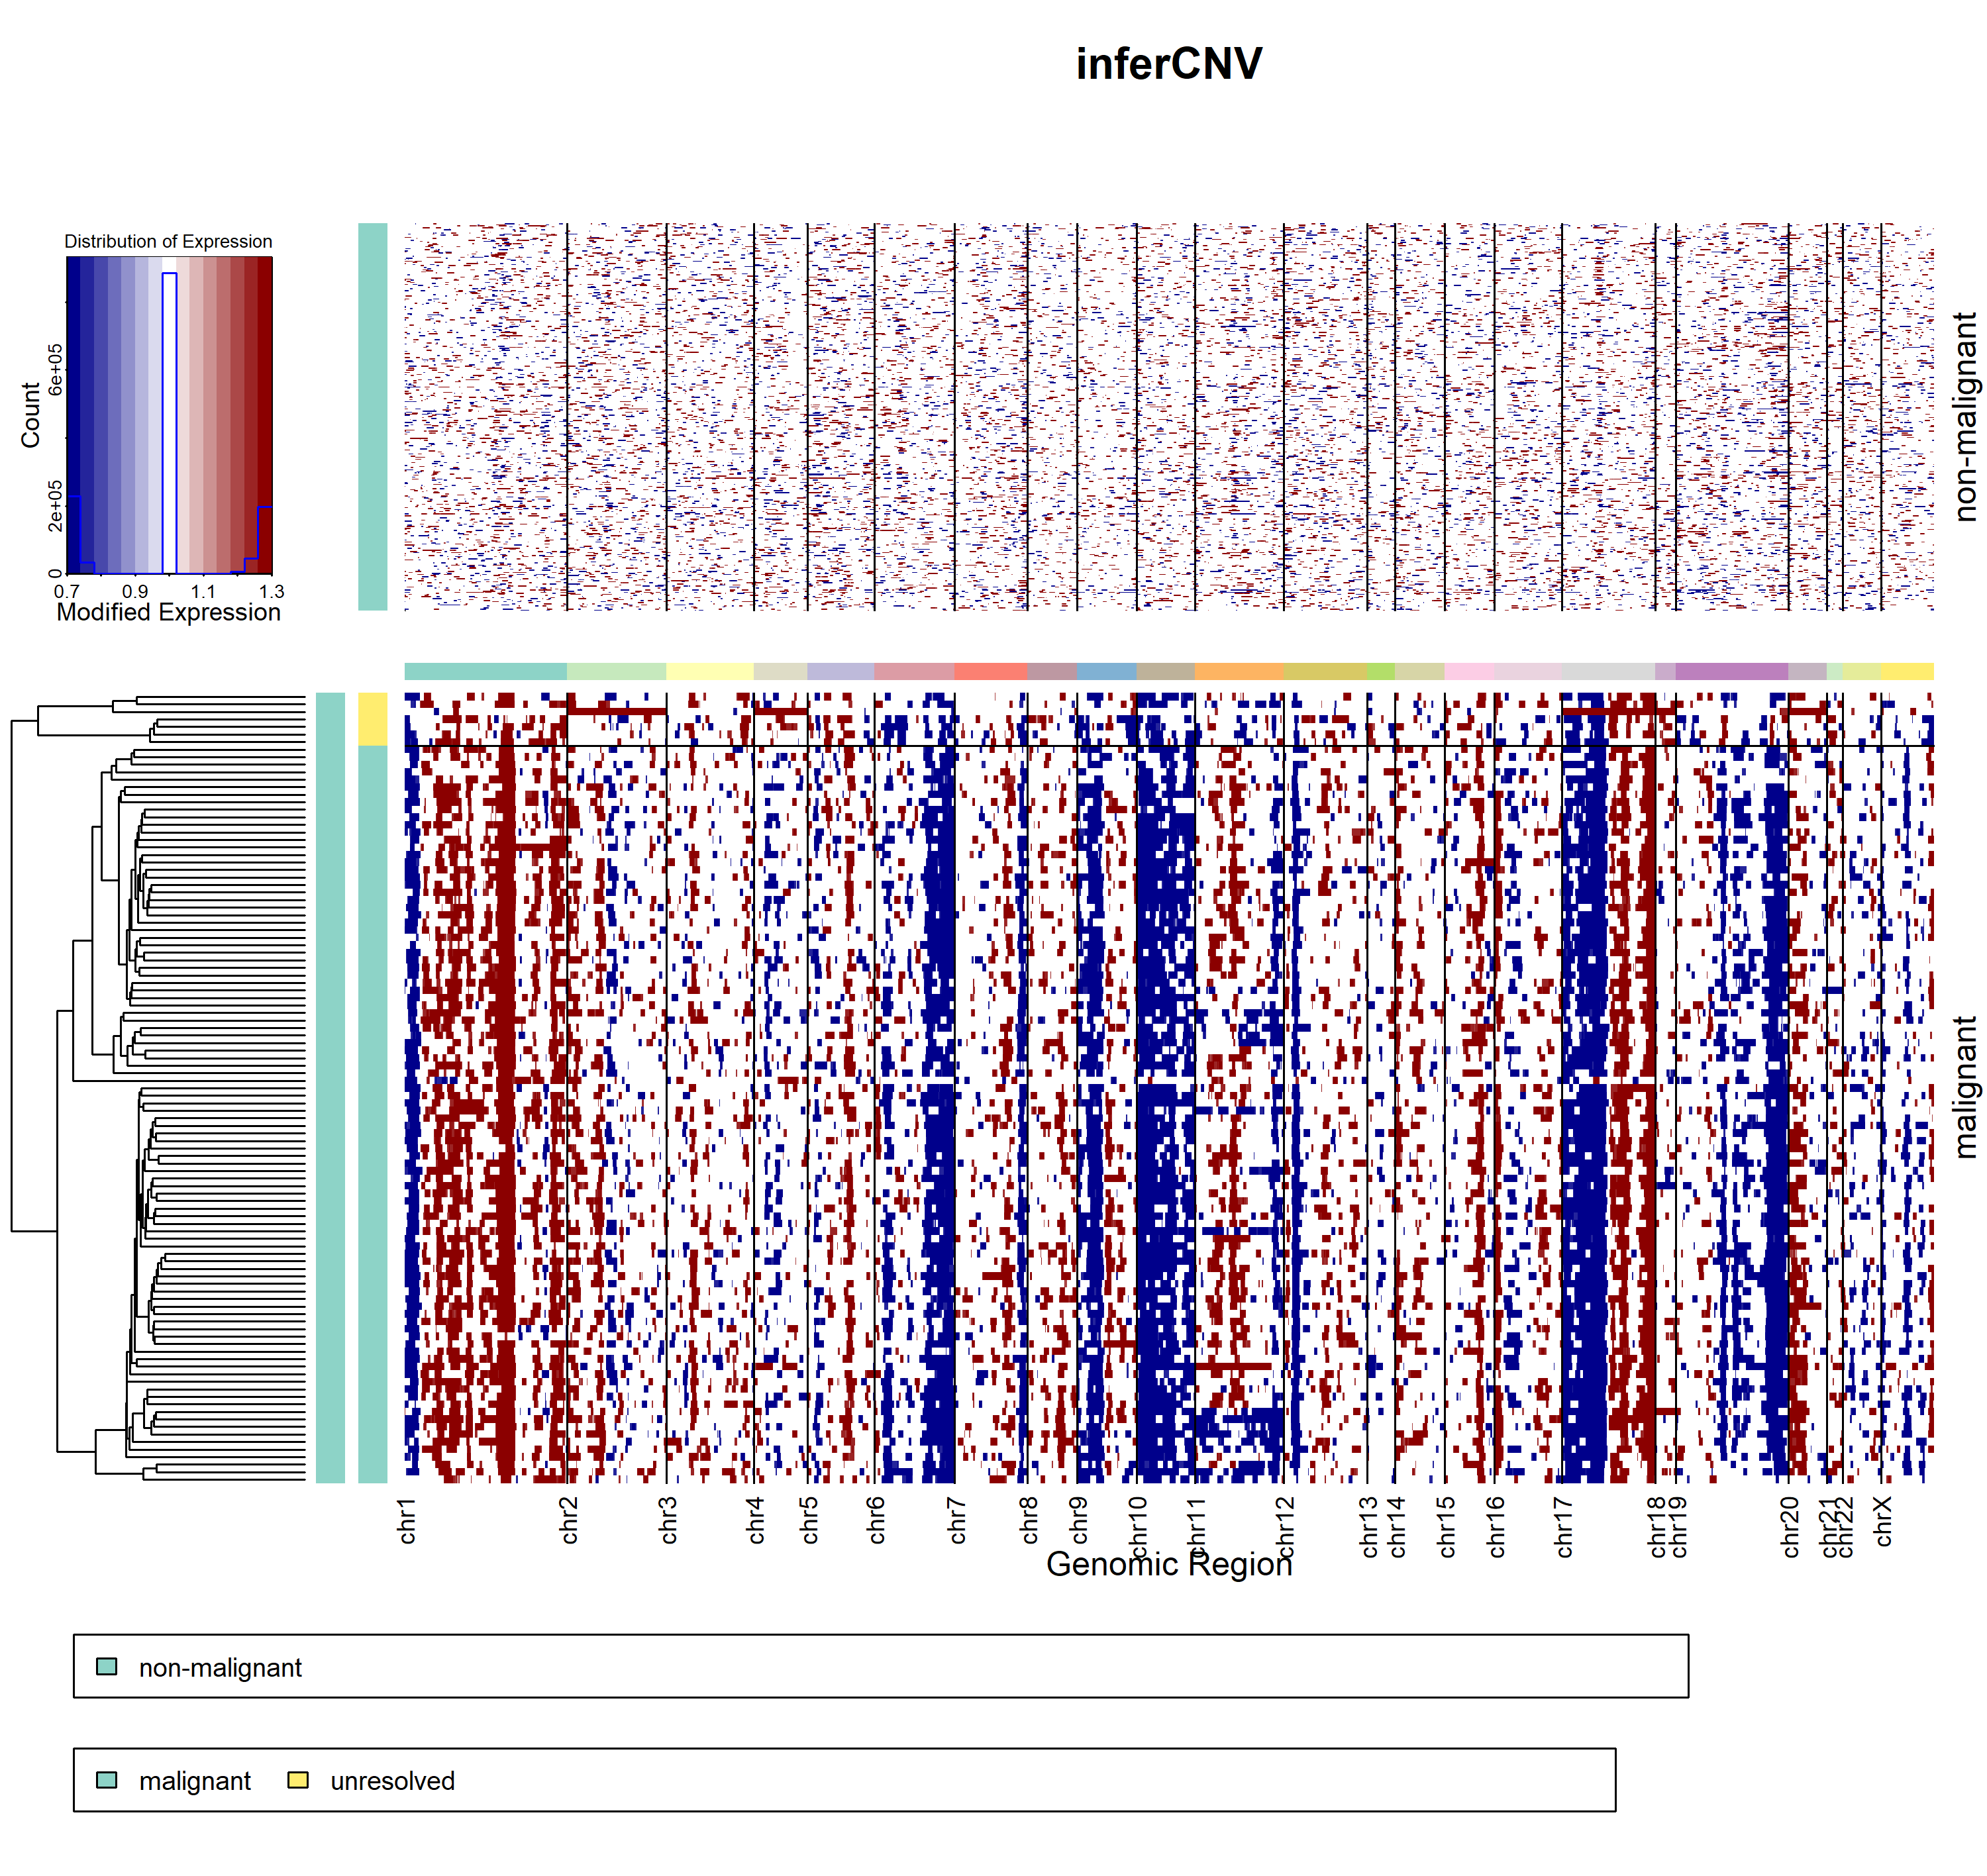 inferCNV
Distribution of Expression
Count
0 2e+05 6e+05
0.7 0.9 1.1 1.3
Modified Expression
non-malignant
malignant
chr1 chr2 chr3 chr4 chr5 chr6 chr7 chr8 chr9 chr10 chr11 chr12 chr13 chr14 chr15 chr16 chr17 chr18 chr19 chr20 chr21 chr22 chrX
Genomic Region
non-malignant
malignant unresolved